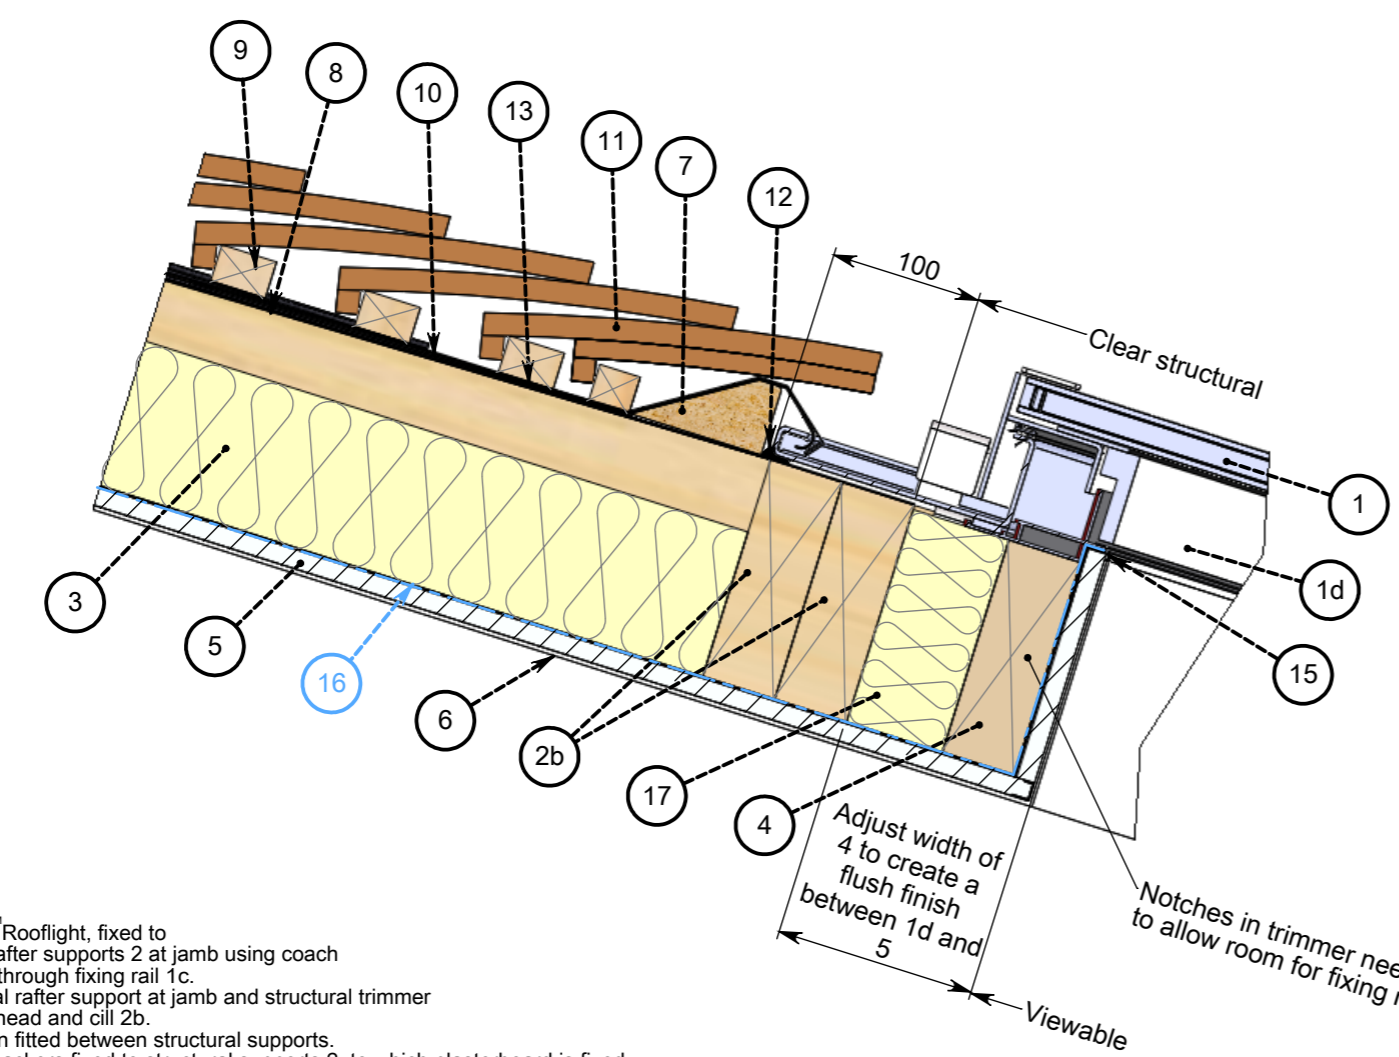 9
8
10
13
11
7
12
100
Clear structural
1
1d
15
3
5
16
6
2b
17
4
Adjust width of
4 to create a
flush finish
between 1d and
5
Notches in trimmer
to allow room for fixing
Viewable
Rooflight, fixed to
after supports 2 at jamb using coach
through fixing rail 1c.
rafter support at jamb and structural trimmer
head and cill 2b.
fitted between structural supports.